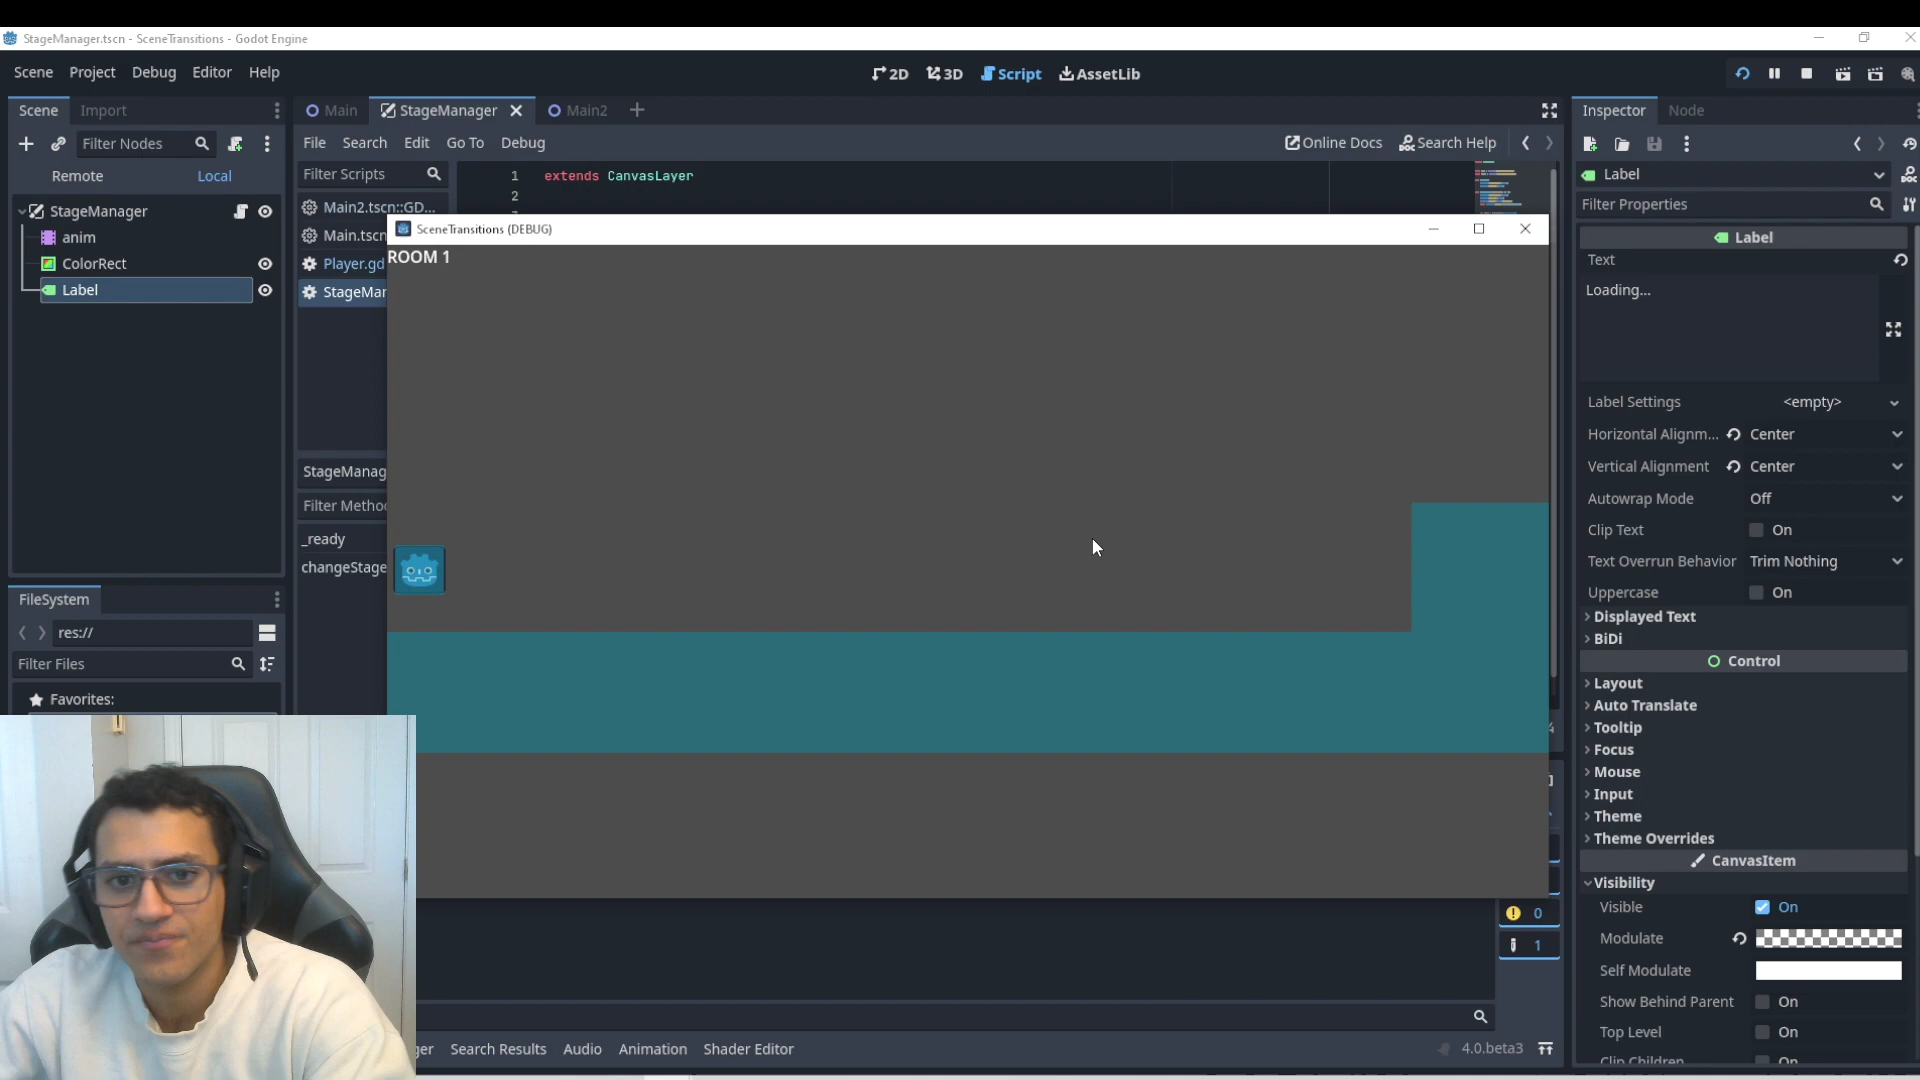 StageManager.tscn - SceneTransitions - Godot Engine
Scene Project Debug Editor Help
2D 3D Script AssetLib
Scene Import
Main StageManager Main2
Inspector Node
Filter Nodes
File Search Edit Go To Debug
Online Docs Search Help
Remote Local
Filter Scripts
1 extends CanvasLayer
2
Label
Filter Properties
StageManager
anim
ColorRect
Label
Main2.tscn::GD...
Main.tscn
Player.gd
StageMan
SceneTransitions (DEBUG)
ROOM 1
Label
Text
Loading...
Label Settings <empty>
Horizontal Alignm... Center
Vertical Alignment Center
Autowrap Mode Off
Clip Text On
Text Overrun Behavior Trim Nothing
Uppercase On
Displayed Text
BiDi
Control
Layout
Auto Translate
Tooltip
Focus
Mouse
Input
Theme
Theme Overrides
CanvasItem
Visibility
Visible On
Modulate
Self Modulate
Show Behind Parent On
Top Level On
Clip Children On
StageManag
Filter Metho
_ready
changeStage
FileSystem
res://
Filter Files
Favorites:
0
1
ger Search Results Audio Animation Shader Editor
4.0.beta3